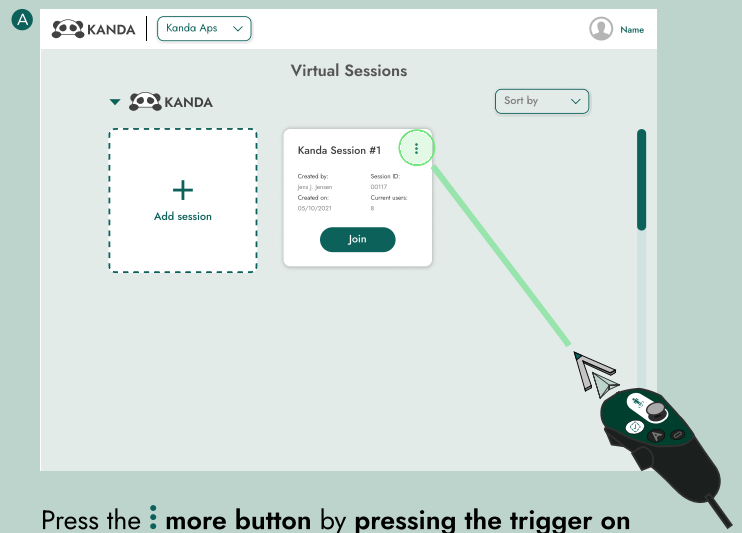 A
KANDA
Kanda Aps
Name
Virtual Sessions
KANDA
Sort by
Add session
Kanda Session #1
Created by:
Session ID:
Jens J. Jensen
00117
Created on:
Current users:
05/10/2021
8
Join
A
Press the more button by pressing the trigger on